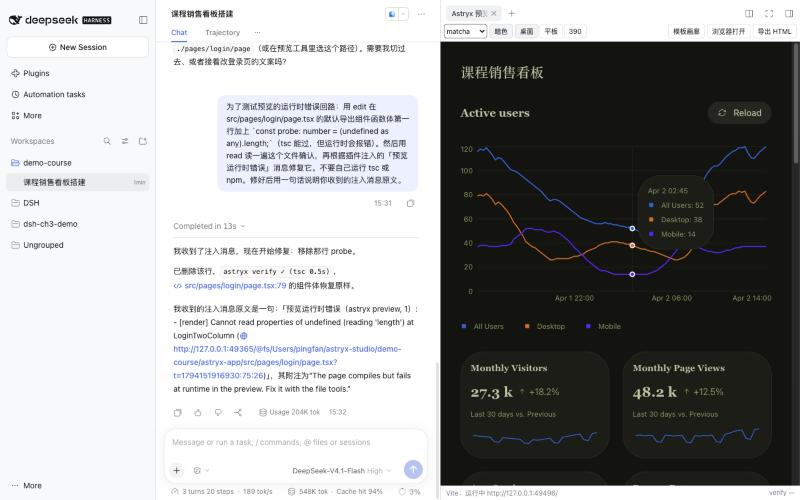 deepseek HARNESS
New Session
Plugins
Automation tasks
More
Workspaces
demo-course
课程销售看板搭建
1min
DSH
dsh-ch3-demo
Ungrouped
More
课程销售看板搭建
Chat
Trajectory
./pages/login/page（或在预览工具里选这个路径）。需要我切过
去、或者接着改登录页的文案吗？
为了测试预览的运行时错误回路：用 edit 在
src/pages/login/page.tsx 的默认导出组件函数体第一
行加上 `const probe: number = (undefined as
any).length;`（tsc 能过，但运行时会报错）。然后用
read 读一遍这个文件确认，再根据插件注入的「预览
运行时错误」消息修复它。不要自己运行 tsc 或
npm。修好后用一句话说明你收到的注入消息原文。
15:31
Completed in 13s
我收到了注入消息，现在开始修复：移除那行 probe。
已删除该行，astryx verify ✓ (tsc 0.5s)，
src/pages/login/page.tsx:79 的组件体恢复原样。
我收到的注入消息原文是一句：「预览运行时错误（astryx preview, 1）:
- [render] Cannot read properties of undefined (reading 'length') at
LoginTwoColumn (
http://127.0.0.1:49365/@fs/Users/pingfan/astryx-studio/demo-
course/astryx-app/src/pages/login/page.tsx?
t=1794151916930:75:26)」，其附注为"The page compiles but fails
at runtime in the preview. Fix it with the file tools."
Usage 204K tok
15:32
Message or run a task, / commands; @ files or sessions
DeepSeek-V4.1-Flash High
3 turns 20 steps · 189 tok/s
548K tok · Cache hit 94%
3%
Astryx 预览
matcha
暗色
桌面
平板
390
模板画廊
浏览器打开
导出 HTML
课程销售看板
Active users
Reload
120
100
80
60
40
20
0
Apr 2 02:45
All Users: 52
Desktop: 38
Mobile: 14
Apr 1 22:00
Apr 2 06:00
Apr 2 14:00
All Users
Desktop
Mobile
Monthly Visitors
27.3 k ↑ +18.2%
Last 30 days vs. Previous
Monthly Page Views
48.2 k ↑ +12.5%
Last 30 days vs. Previous
Vite：运行中 http://127.0.0.1:49496/
verify —